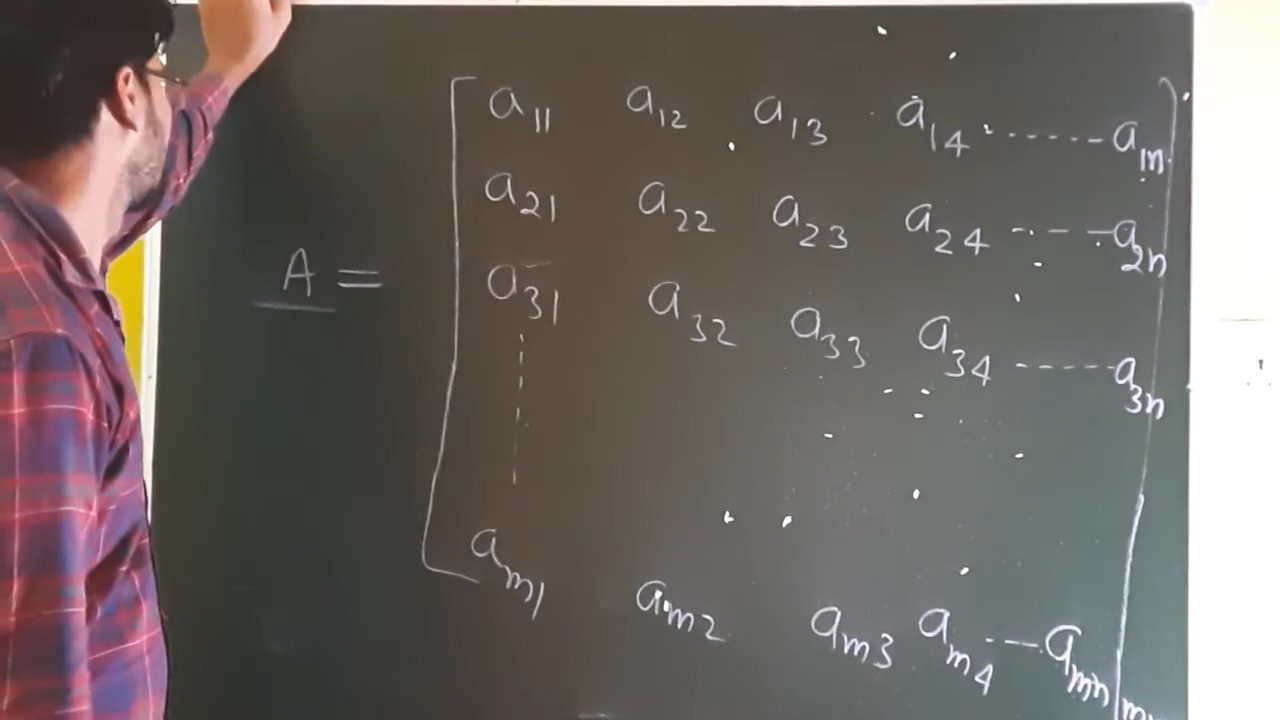 a11 a12 a13 a14 ...... a1n
a21 a22 a23 a24 ----- a2n
A =
a31 a32 a33 a34 ------ a3n
am1 am2 am3 am4 --- amn